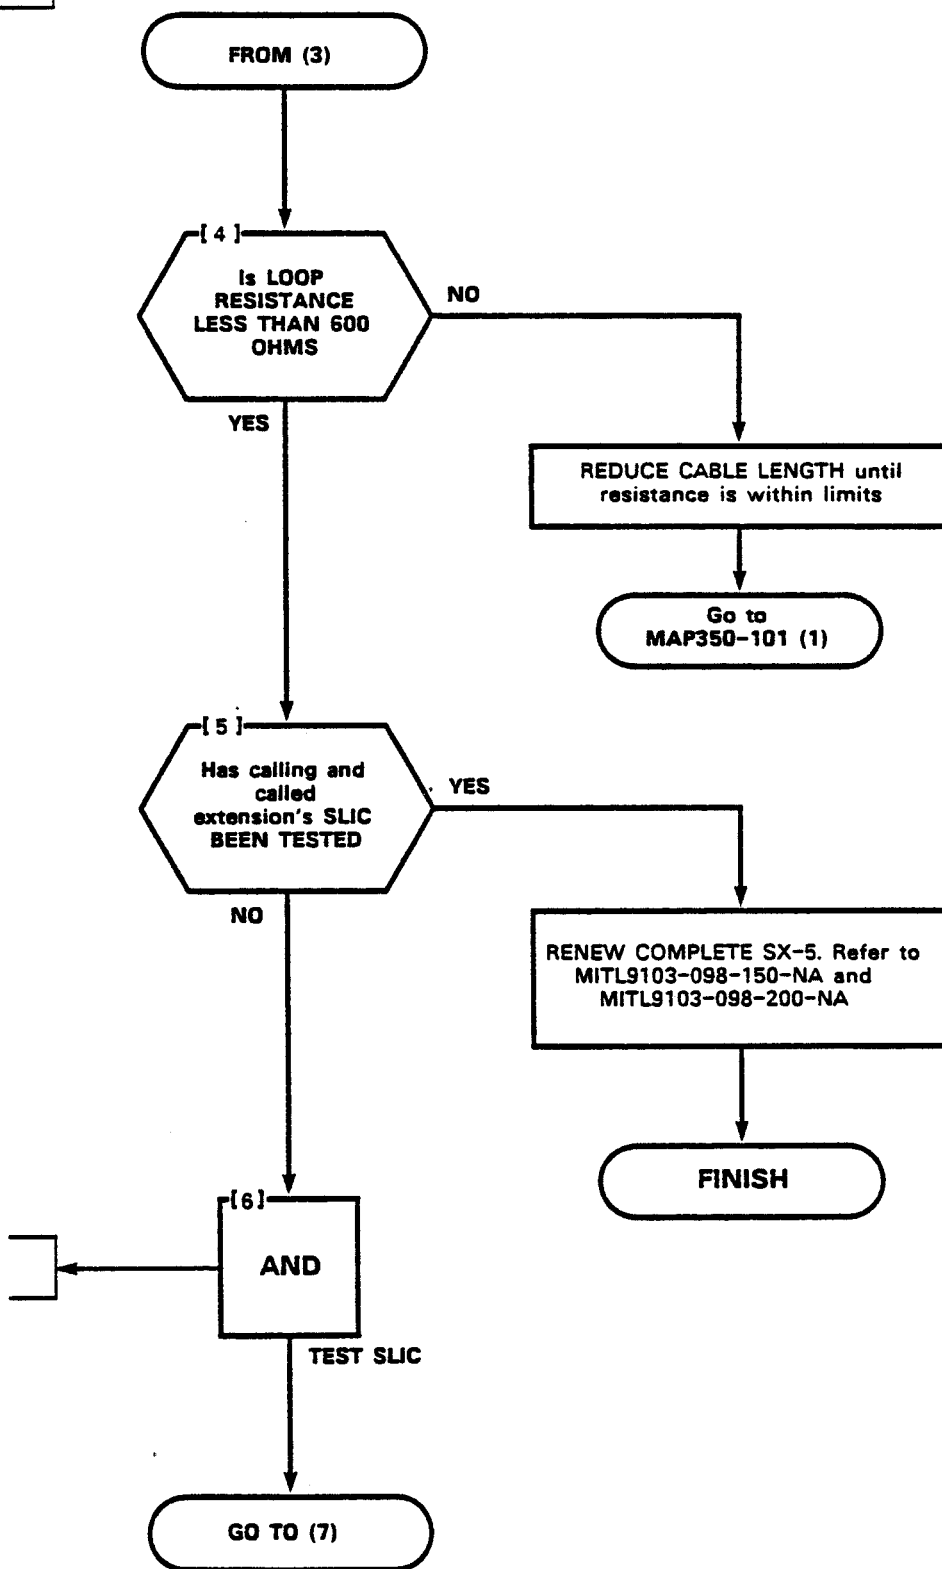 FROM (3)
[ 4 ]
Is LOOP
RESISTANCE
LESS THAN 600
OHMS
NO
YES
REDUCE CABLE LENGTH until
resistance is within limits
Go to
MAP350-101 (1)
[ 5 ]
Has calling and
called
extension's SLIC
BEEN TESTED
YES
NO
RENEW COMPLETE SX-5. Refer to
MITL9103-098-150-NA and
MITL9103-098-200-NA
FINISH
[6]
AND
TEST SLIC
GO TO (7)